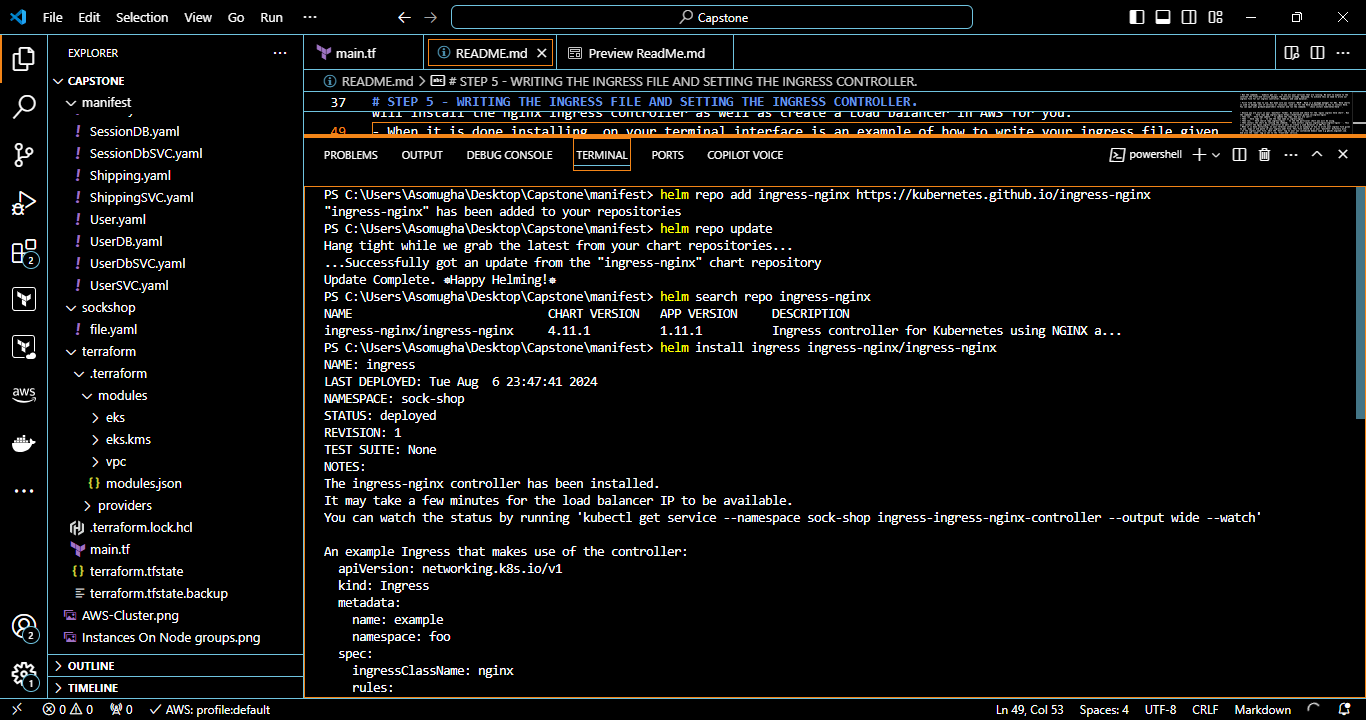 File Edit Selection View Go Run ···
Capstone
EXPLORER
CAPSTONE
manifest
SessionDB.yaml
SessionDbSVC.yaml
Shipping.yaml
ShippingSVC.yaml
User.yaml
UserDB.yaml
UserDbSVC.yaml
UserSVC.yaml
sockshop
file.yaml
terraform
.terraform
modules
eks
eks.kms
vpc
modules.json
providers
.terraform.lock.hcl
main.tf
terraform.tfstate
terraform.tfstate.backup
AWS-Cluster.png
Instances On Node groups.png
OUTLINE
TIMELINE
2
aws
2
1
main.tf README.md Preview ReadMe.md
README.md > # STEP 5 - WRITING THE INGRESS FILE AND SETTING THE INGRESS CONTROLLER.
37 # STEP 5 - WRITING THE INGRESS FILE AND SETTING THE INGRESS CONTROLLER.
will install the nginx ingress controller as well as create a Load balancer in AWS for you.
49 - When it is done installing, on your terminal interface is an example of how to write your ingress file given
PROBLEMS OUTPUT DEBUG CONSOLE TERMINAL PORTS COPILOT VOICE
powershell
PS C:\Users\Asomugha\Desktop\Capstone\manifest> helm repo add ingress-nginx https://kubernetes.github.io/ingress-nginx
"ingress-nginx" has been added to your repositories
PS C:\Users\Asomugha\Desktop\Capstone\manifest> helm repo update
Hang tight while we grab the latest from your chart repositories...
...Successfully got an update from the "ingress-nginx" chart repository
Update Complete. ⎈Happy Helming!⎈
PS C:\Users\Asomugha\Desktop\Capstone\manifest> helm search repo ingress-nginx
NAME CHART VERSION APP VERSION DESCRIPTION
ingress-nginx/ingress-nginx 4.11.1 1.11.1 Ingress controller for Kubernetes using NGINX a...
PS C:\Users\Asomugha\Desktop\Capstone\manifest> helm install ingress ingress-nginx/ingress-nginx
NAME: ingress
LAST DEPLOYED: Tue Aug  6 23:47:41 2024
NAMESPACE: sock-shop
STATUS: deployed
REVISION: 1
TEST SUITE: None
NOTES:
The ingress-nginx controller has been installed.
It may take a few minutes for the load balancer IP to be available.
You can watch the status by running 'kubectl get service --namespace sock-shop ingress-ingress-nginx-controller --output wide --watch'
An example Ingress that makes use of the controller:
apiVersion: networking.k8s.io/v1
kind: Ingress
metadata:
name: example
namespace: foo
spec:
ingressClassName: nginx
rules:
0 0 0 AWS: profile:default
Ln 49, Col 53 Spaces: 4 UTF-8 CRLF Markdown